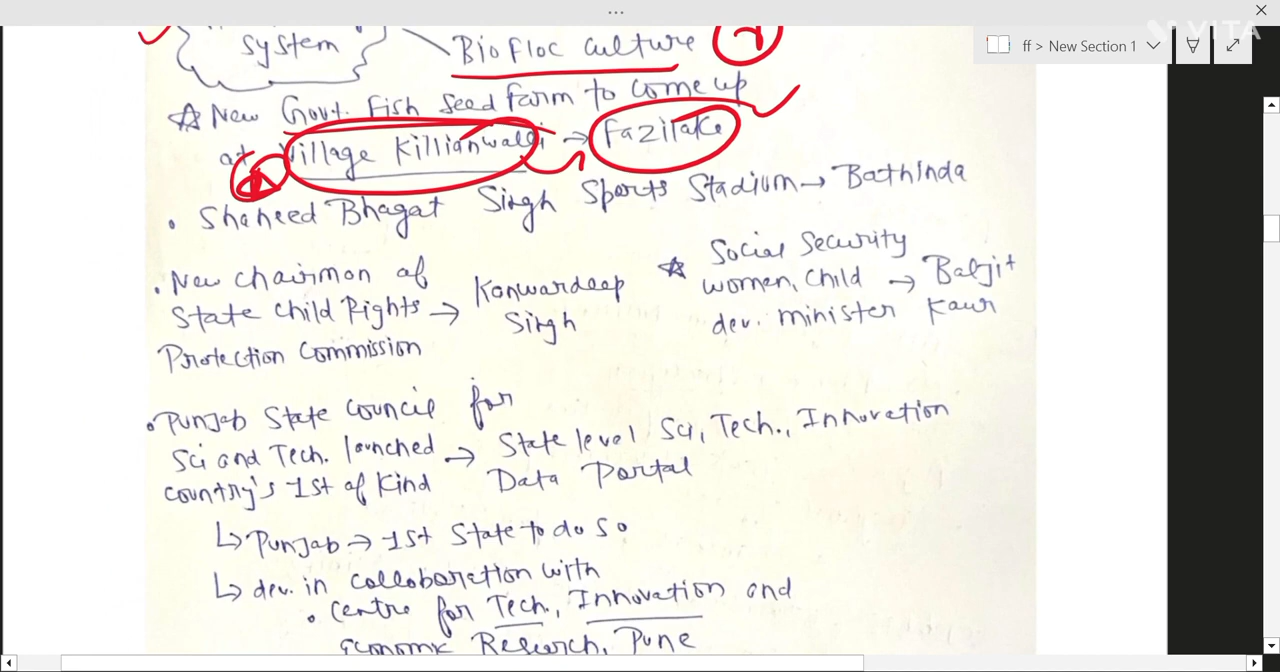 ...
VITA
ff > New Section 1
System
Biofloc culture
New Govt. Fish seed farm to come up
at Village Killianwali → Fazilake
• Shaheed Bhagat Singh Sports Stadium → Bathinda
• New chairman of
State Child Rights → Kanwardeep Singh
Protection Commission
☆ Social Security
women, child → Baljit Kaur
dev. minister
• Punjab State Council for
Sci and Tech. launched → State level Sci, Tech., Innovation
country's 1st of Kind Data Portal
↳ Punjab → 1st State to do so
↳ dev. in collaboration with
• Centre for Tech., Innovation and
Economic Research, Pune